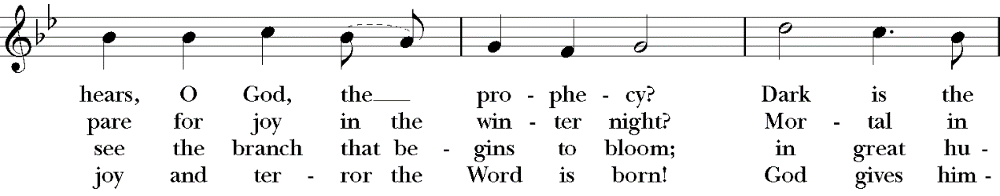 hears, O God, the pro - phe - cy? Dark is the
pare for joy in the win - ter night? Mor - tal in
see the branch that be - gins to bloom; in great hu -
joy and ter - ror the Word is born! God gives him -